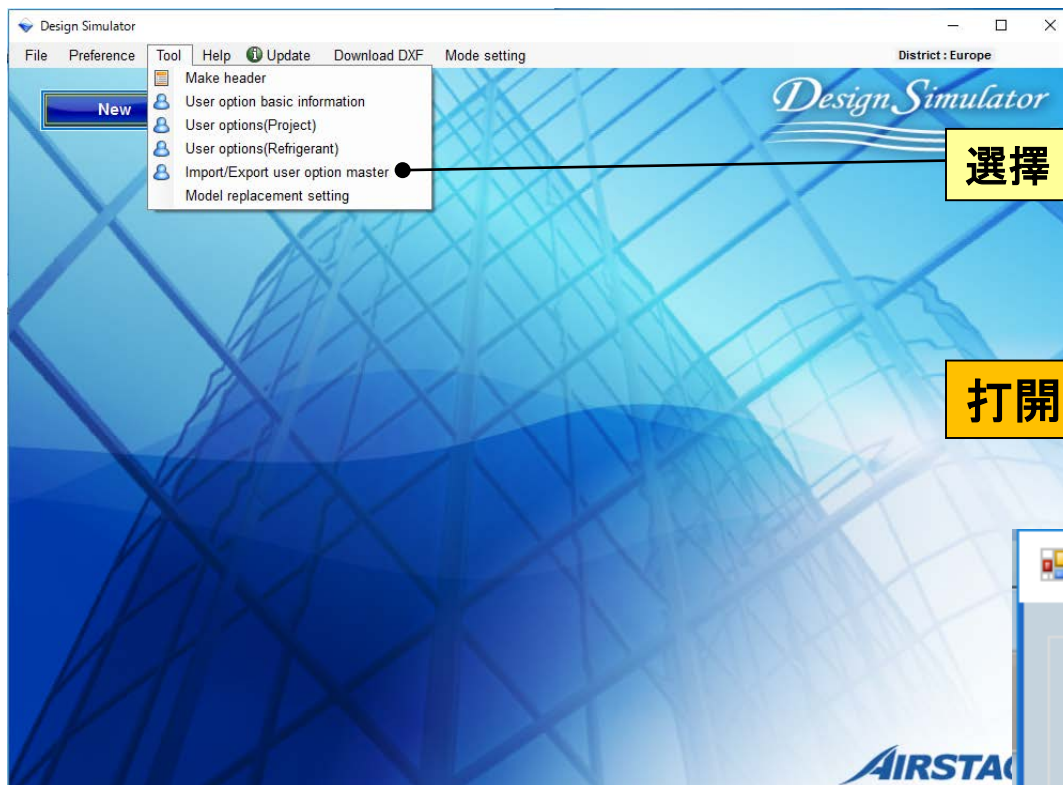 Design Simulator
File Preference Tool Help Update Download DXF Mode setting District : Europe
Make header
User option basic information
User options(Project)
User options(Refrigerant)
Import/Export user option master
Model replacement setting
New
Design Simulator
選擇
打開
AIRSTAG